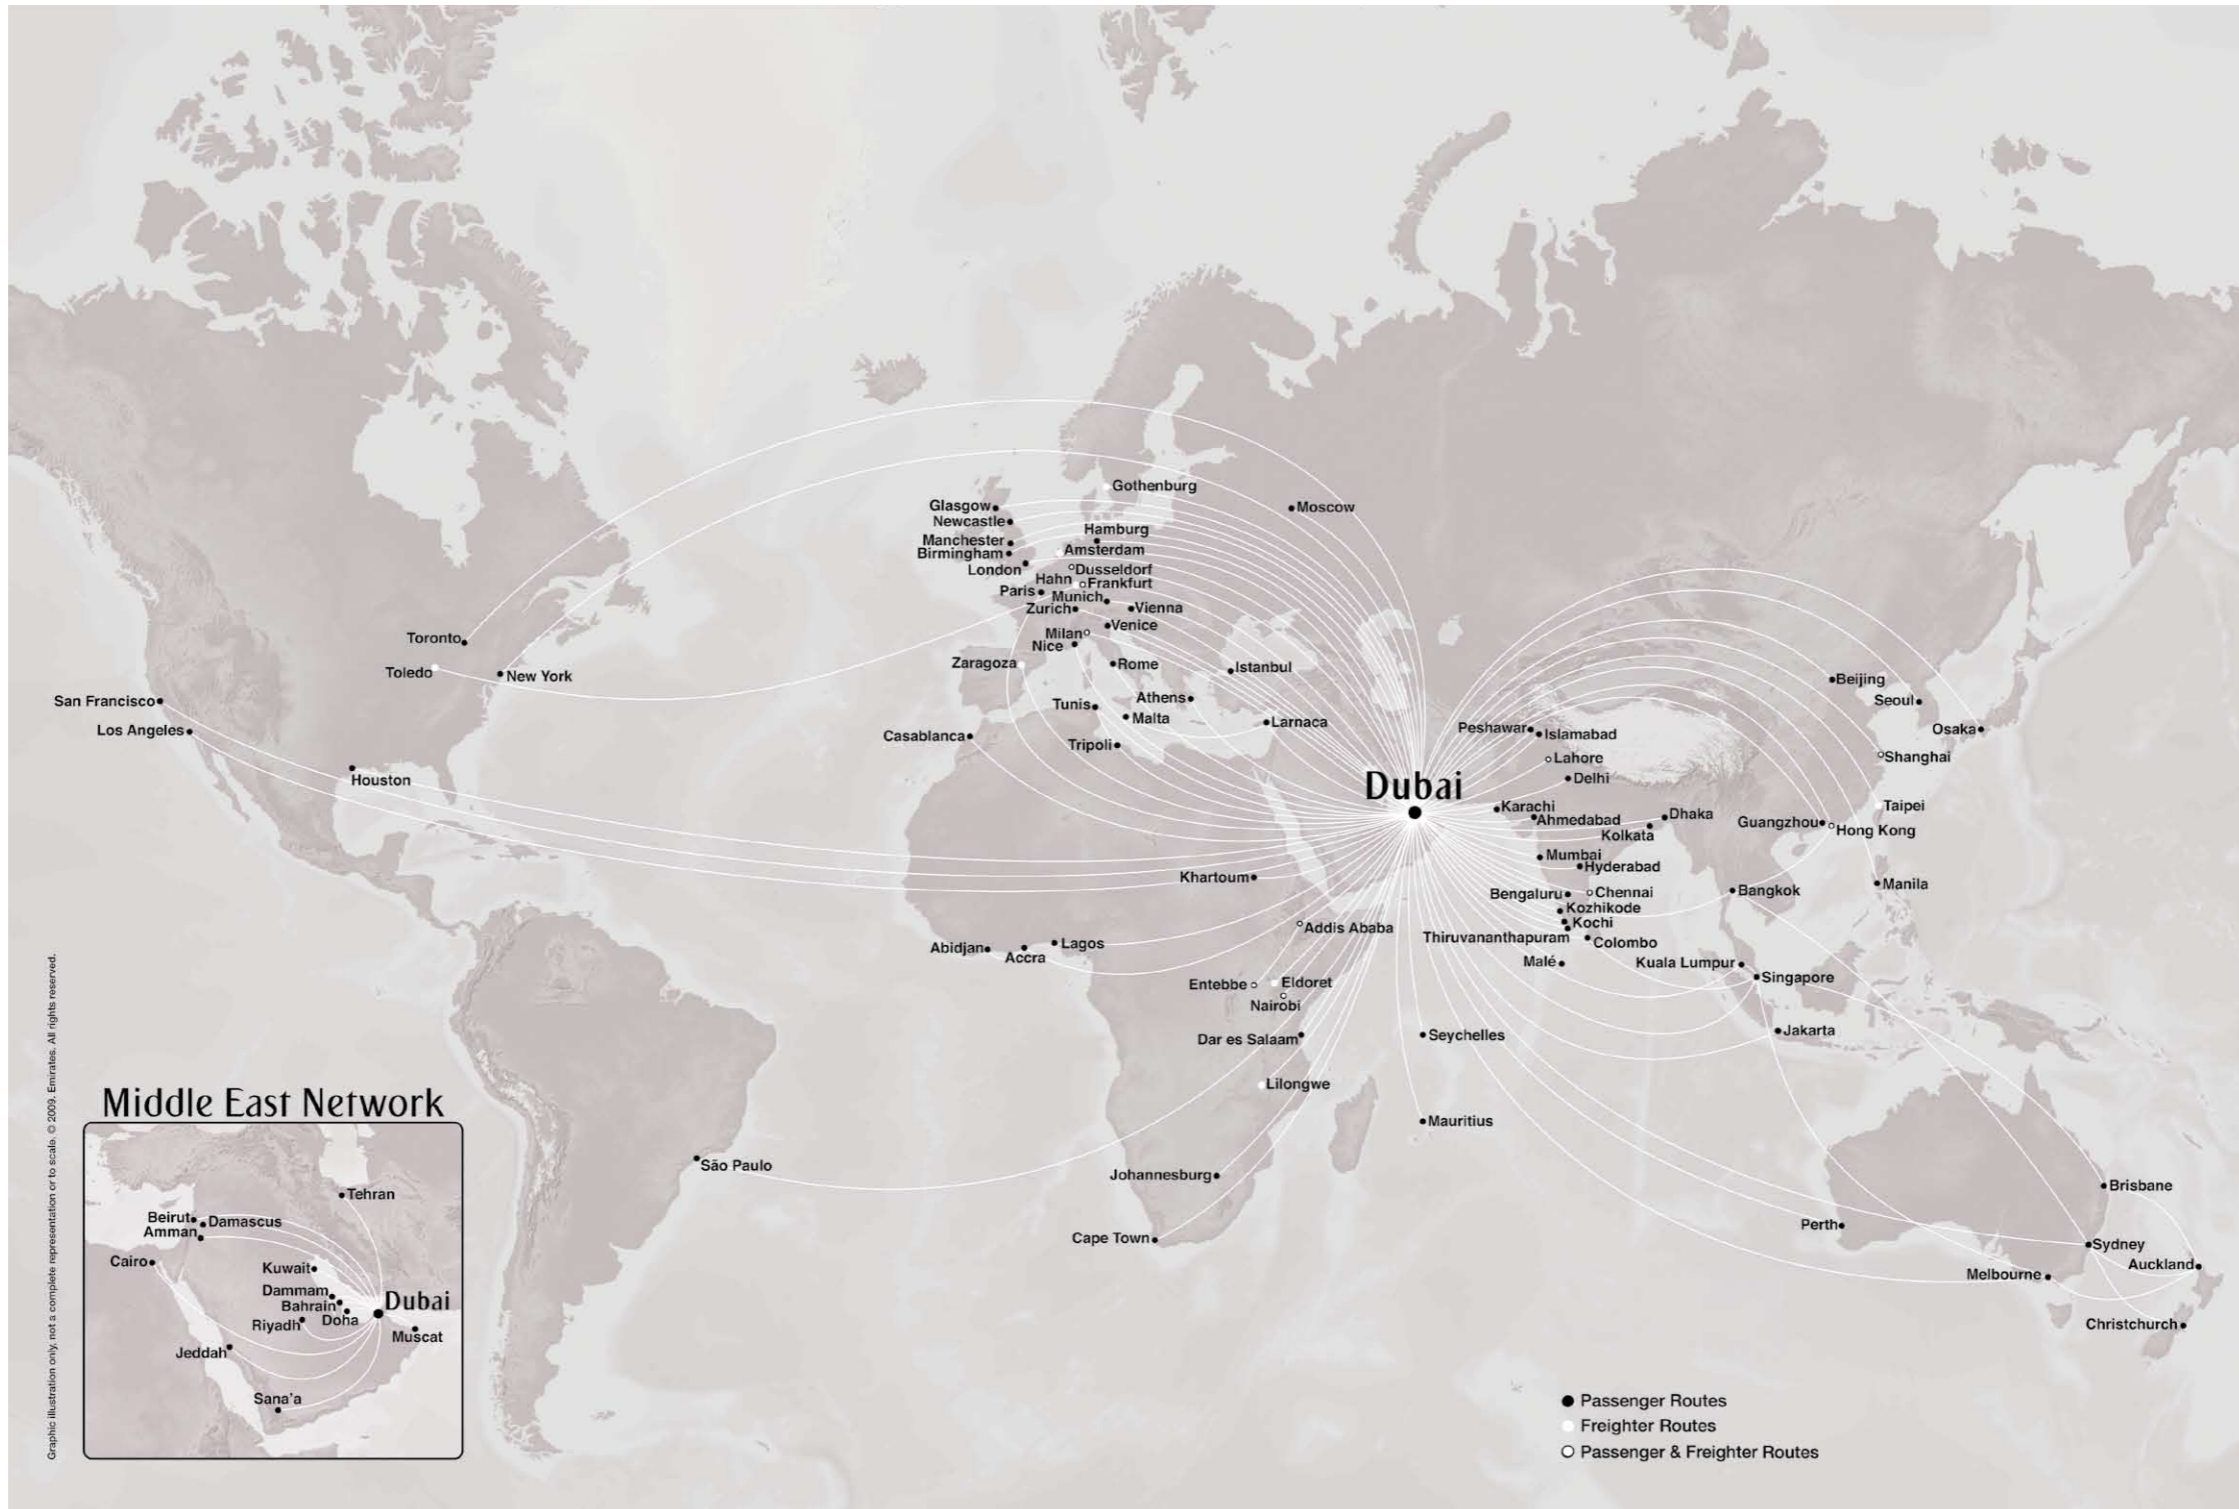 Gothenburg
Glasgow
Moscow
Newcastle
Hamburg
Manchester
Amsterdam
Birmingham
London
Dusseldorf
Hahn
Frankfurt
Paris
Munich
Zurich
Vienna
Venice
Milan
Nice
Toronto
Zaragoza
Rome
Istanbul
Toledo
New York
Beijing
San Francisco
Tunis
Athens
Seoul
Malta
Larnaca
Los Angeles
Casablanca
Peshawar
Islamabad
Osaka
Tripoli
Lahore
Shanghai
Houston
Delhi
Dubai
Karachi
Taipei
Ahmedabad
Dhaka
Guangzhou
Hong Kong
Kolkata
Mumbai
Hyderabad
Khartoum
Bengaluru
Chennai
Bangkok
Manila
Kozhikode
Kochi
Addis Ababa
Thiruvananthapuram
Colombo
Abidjan
Accra
Lagos
Malé
Kuala Lumpur
Singapore
Entebbe
Eldoret
Nairobi
Dar es Salaam
Seychelles
Jakarta
Lilongwe
Mauritius
São Paulo
Johannesburg
Brisbane
Perth
Cape Town
Sydney
Auckland
Melbourne
Christchurch
Middle East Network
Tehran
Beirut
Damascus
Amman
Cairo
Kuwait
Dammam
Bahrain
Dubai
Riyadh
Doha
Muscat
Jeddah
Sana'a
Passenger Routes
Freighter Routes
Passenger & Freighter Routes
Graphic illustration only, not a complete representation or to scale. © 2009. Emirates. All rights reserved.